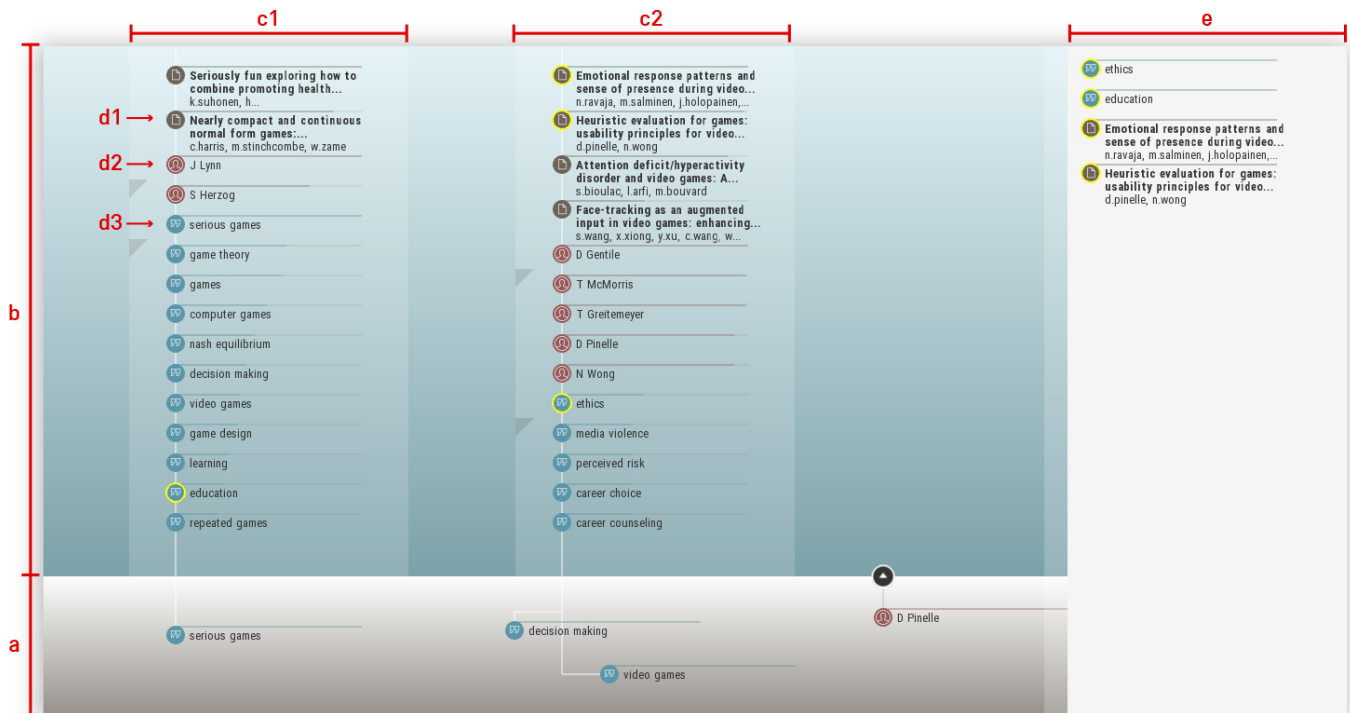 c1
c2
e
b
a
d1
d2
d3
Seriously fun exploring how to
combine promoting health...
k.suhonen, h...
Nearly compact and continuous
normal form games:...
c.harris, m.stinchcombe, w.zame
J Lynn
S Herzog
serious games
game theory
games
computer games
nash equilibrium
decision making
video games
game design
learning
education
repeated games
serious games
Emotional response patterns and
sense of presence during video...
n.ravaja, m.salminen, j.holopainen,...
Heuristic evaluation for games:
usability principles for video...
d.pinelle, n.wong
Attention deficit/hyperactivity
disorder and video games: A...
s.bioulac, l.arfi, m.bouvard
Face-tracking as an augmented
input in video games: enhancing...
s.wang, x.xiong, y.xu, c.wang, w...
D Gentile
T McMorris
T Greitemeyer
D Pinelle
N Wong
ethics
media violence
perceived risk
career choice
career counseling
decision making
video games
D Pinelle
ethics
education
Emotional response patterns and
sense of presence during video...
n.ravaja, m.salminen, j.holopainen,...
Heuristic evaluation for games:
usability principles for video...
d.pinelle, n.wong